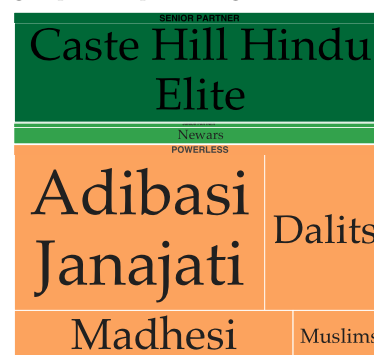 SENIOR PARTNER
Caste Hill Hindu
Elite
Newars
POWERLESS
Adibasi
Janajati
Dalits
Madhesi
Muslims